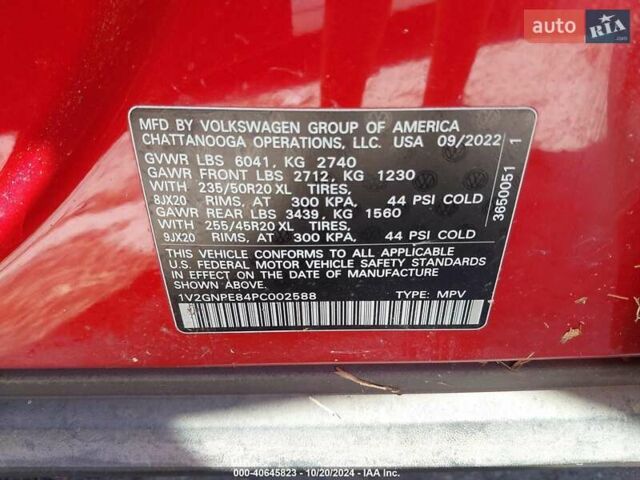 auto RIA
.com
MFD BY VOLKSWAGEN GROUP OF AMERICA
CHATTANOOGA OPERATIONS, LLC. USA 09/2022
GVWR LBS 6041, KG 2740
GAWR FRONT LBS 2712, KG 1230
WITH 235/50R20 XL TIRES,
8JX20 RIMS, AT 300 KPA, 44 PSI COLD
GAWR REAR LBS 3439, KG 1560
WITH 255/45R20 XL TIRES,
9JX20 RIMS, AT 300 KPA, 44 PSI COLD
THIS VEHICLE CONFORMS TO ALL APPLICABLE
U.S. FEDERAL MOTOR VEHICLE SAFETY STANDARDS
IN EFFECT ON THE DATE OF MANUFACTURE
SHOWN ABOVE.
1V2GNPE84PC002588 TYPE: MPV
3650051 1
000-40645823 - 10/20/2024 - IAA Inc.